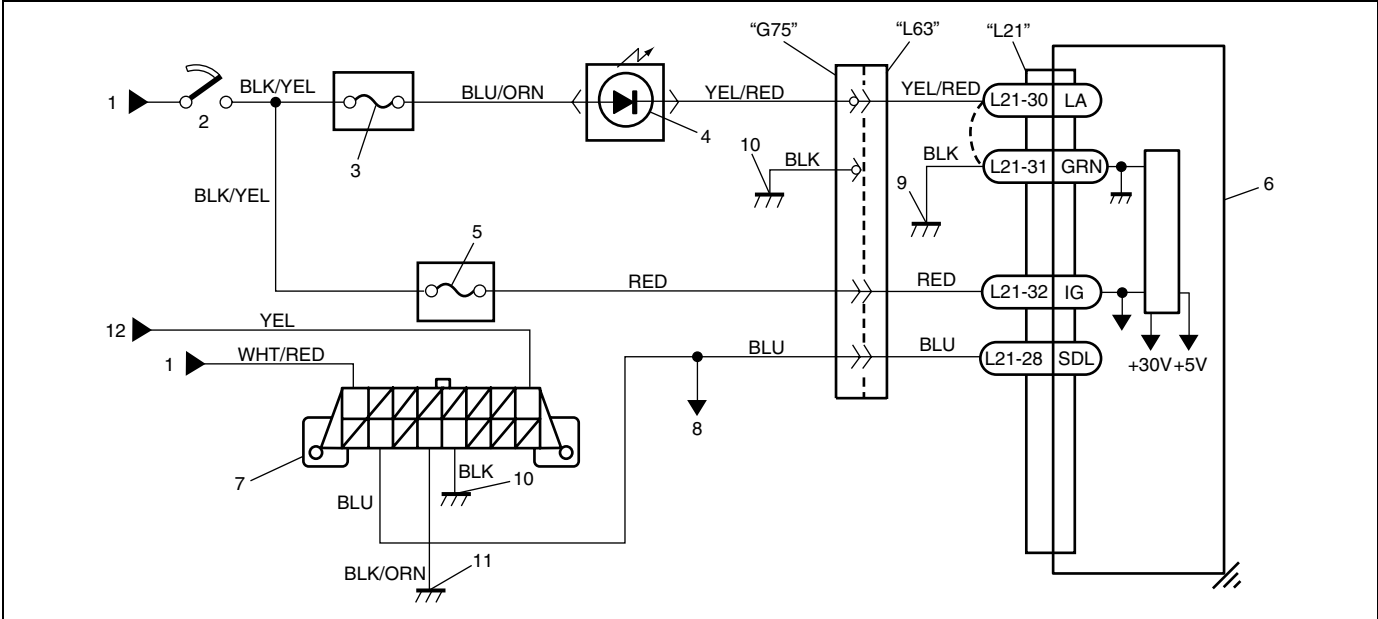 “G75” “L63” “L21”
BLK/YEL BLU/ORN YEL/RED YEL/RED L21-30 LA
1
2
3
4
10
BLK
BLK L21-31 GRN
9
6
BLK/YEL
5
RED RED L21-32 IG
12 YEL
1 WHT/RED
BLU BLU L21-28 SDL
+30V +5V
8
7
BLK 10
BLU
11
BLK/ORN